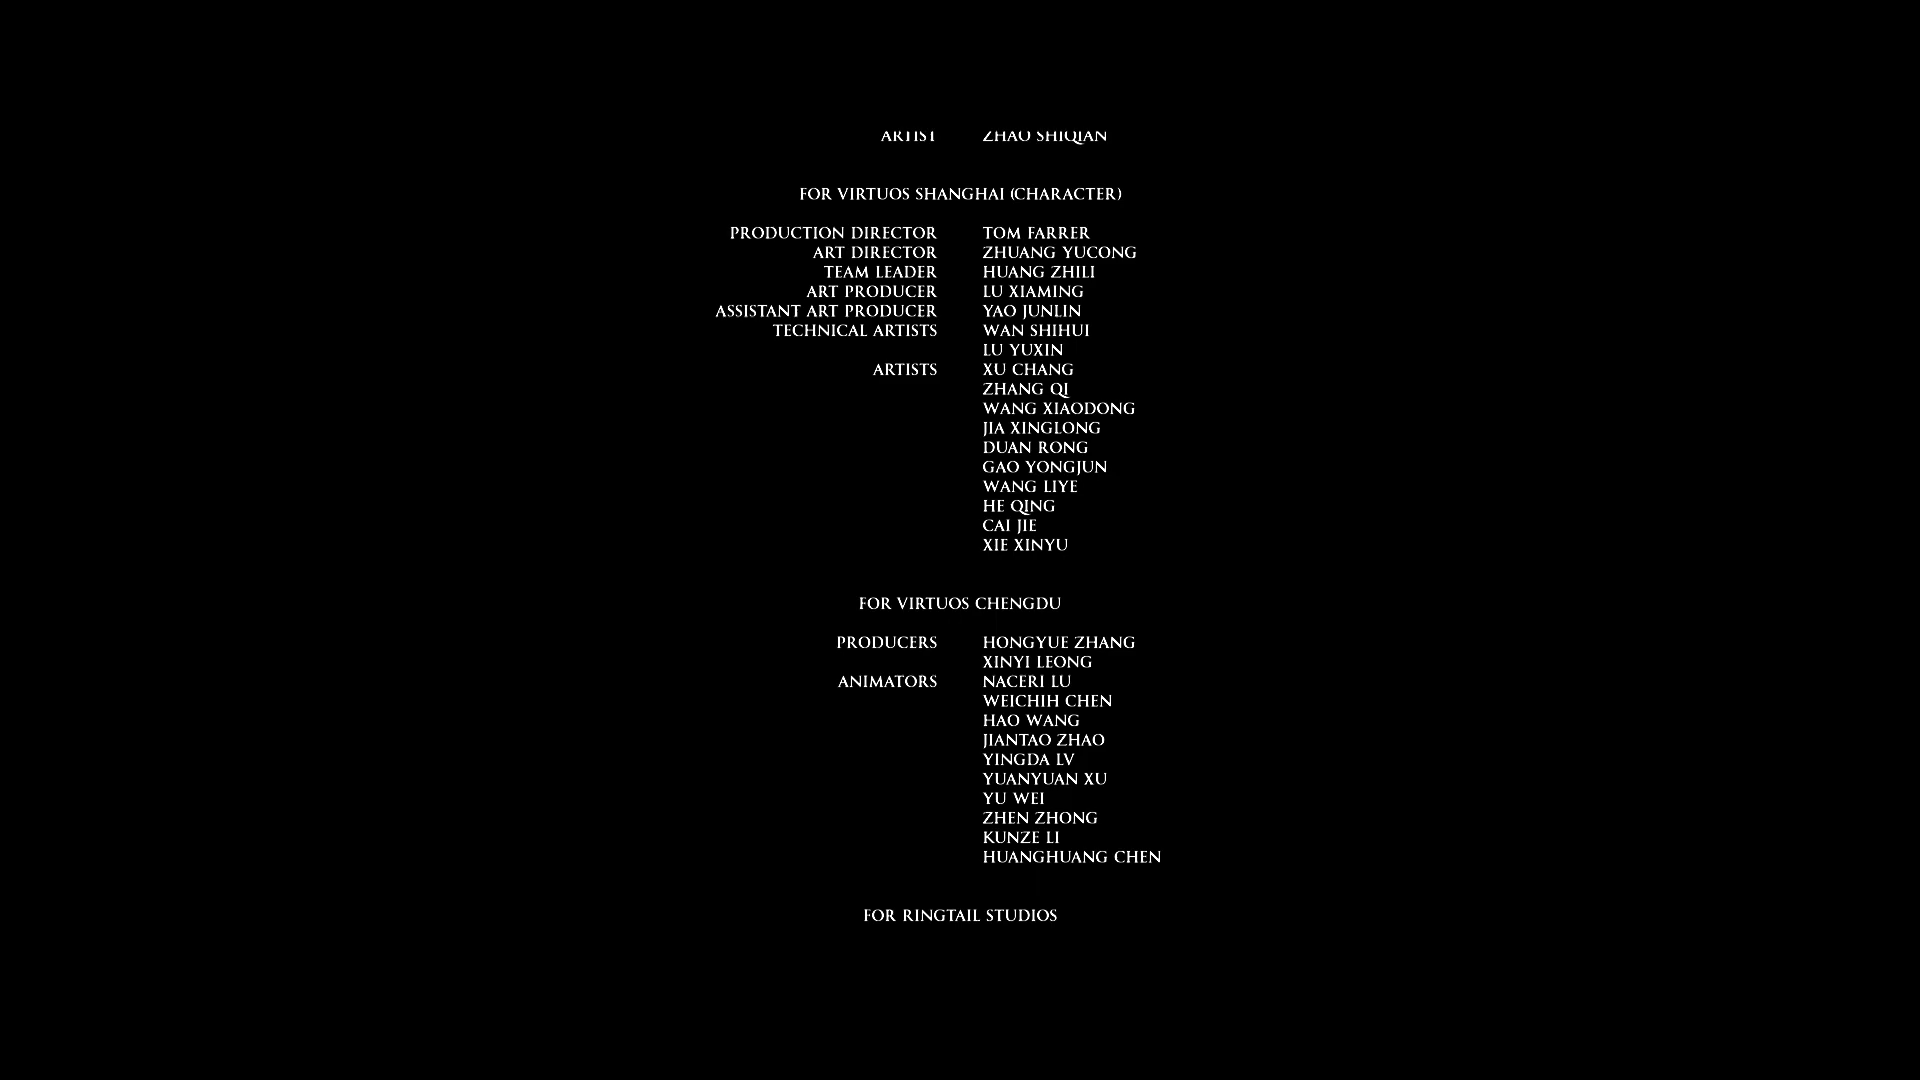 ARTIST ZHAO SHIQIAN
FOR VIRTUOS SHANGHAI (CHARACTER)
PRODUCTION DIRECTOR TOM FARRER
ART DIRECTOR ZHUANG YUCONG
TEAM LEADER HUANG ZHILI
ART PRODUCER LU XIAMING
ASSISTANT ART PRODUCER YAO JUNLIN
TECHNICAL ARTISTS WAN SHIHUI
LU YUXIN
ARTISTS XU CHANG
ZHANG QI
WANG XIAODONG
JIA XINGLONG
DUAN RONG
GAO YONGJUN
WANG LIYE
HE QING
CAI JIE
XIE XINYU
FOR VIRTUOS CHENGDU
PRODUCERS HONGYUE ZHANG
XINYI LEONG
ANIMATORS NACERI LU
WEICHIH CHEN
HAO WANG
JIANTAO ZHAO
YINGDA LV
YUANYUAN XU
YU WEI
ZHEN ZHONG
KUNZE LI
HUANGHUANG CHEN
FOR RINGTAIL STUDIOS